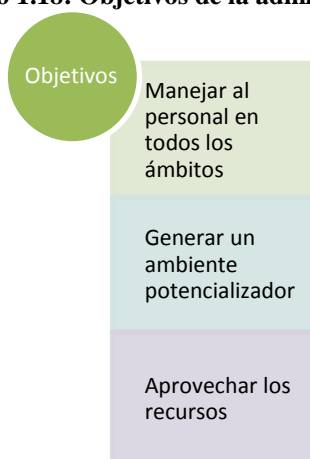 1.18: Objetivos de la
Objetivos
Manejar al
personal en
todos los
ámbitos
Generar un
ambiente
potencializador
Aprovechar los
recursos